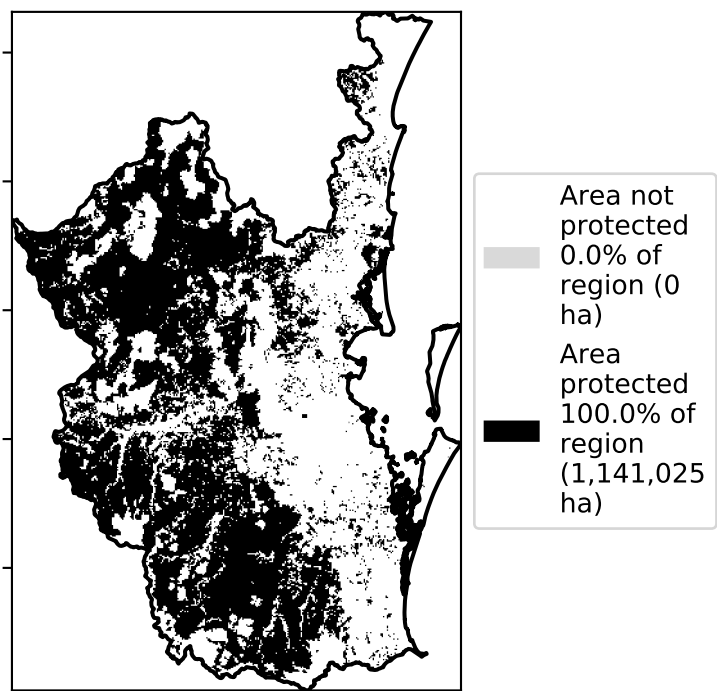 Area not
protected
0.0% of
region (0
ha)
Area
protected
100.0% of
region
(1,141,025
ha)